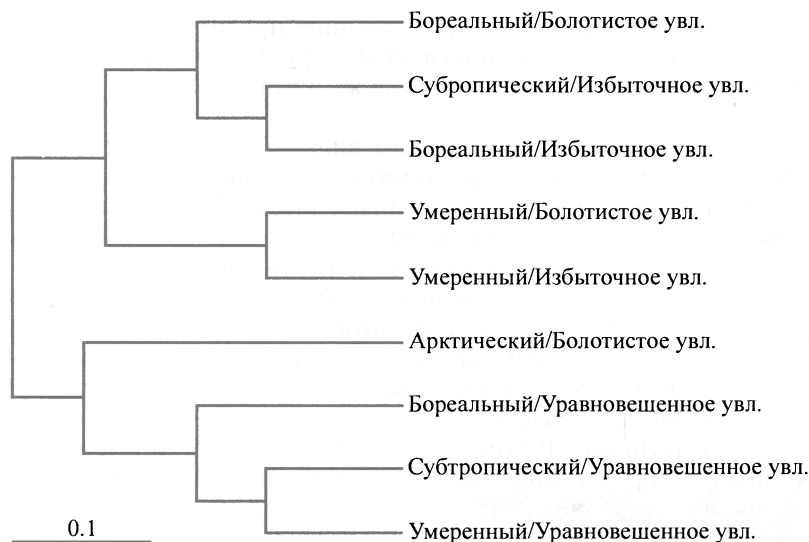 Бореальный/Болотистое увл.
Субропический/Избыточное увл.
Бореальный/Избыточное увл.
Умеренный/Болотистое увл.
Умеренный/Избыточное увл.
Арктический/Болотистое увл.
Бореальный/Уравновешенное увл.
Субтропический/Уравновешенное увл.
Умеренный/Уравновешенное увл.
0.1